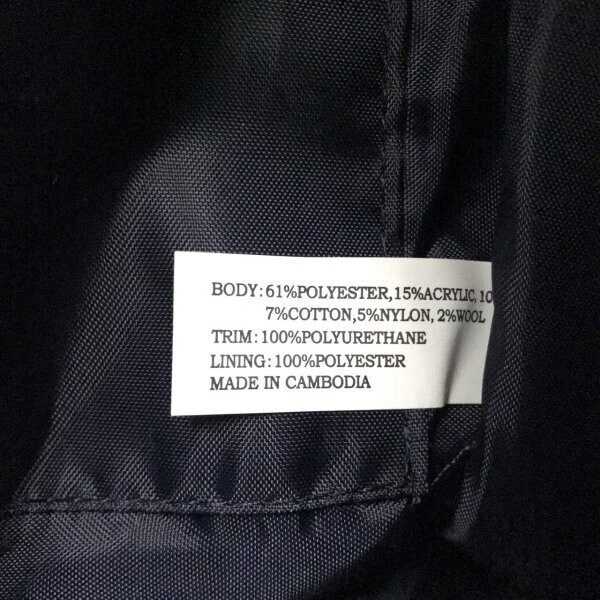 BODY:61%POLYESTER,15%ACRYLIC,
7%COTTON,5%NYLON, 2%WOOL
TRIM:100%POLYURETHANE
LINING:100%POLYESTER
MADE IN CAMBODIA